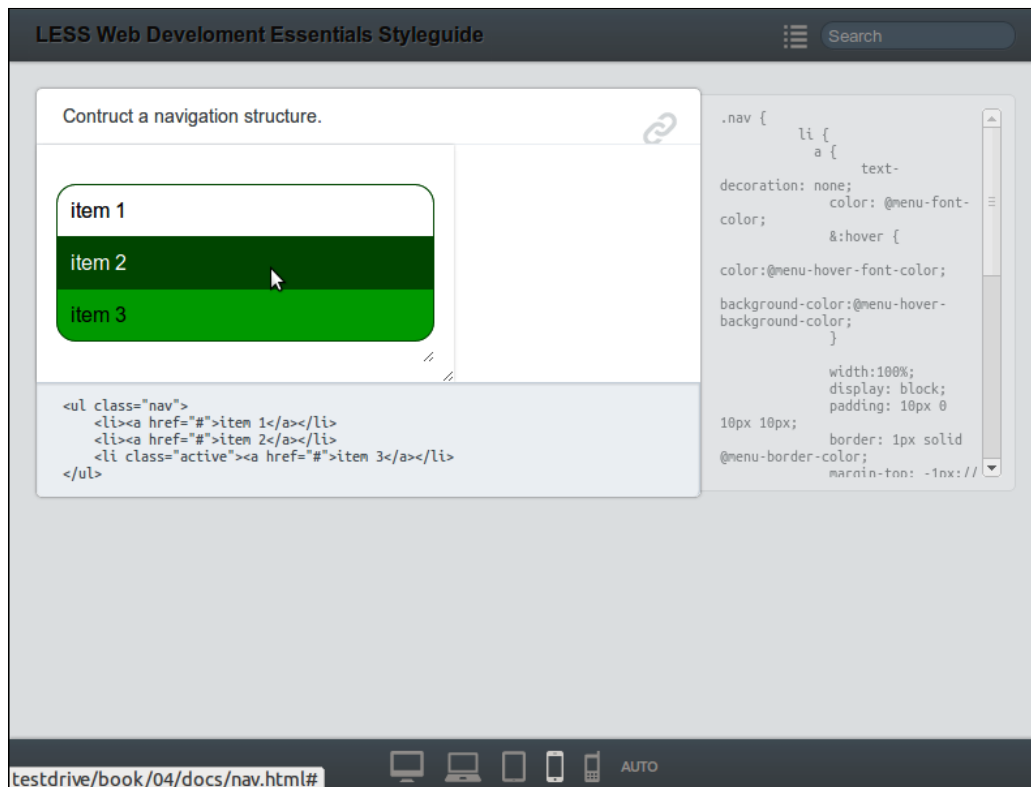 LESS Web Develoment Essentials Styleguide
Search
Contruct a navigation structure.
item 1
item 2
item 3
<ul class="nav">
    <li><a href="#">item 1</a></li>
    <li><a href="#">item 2</a></li>
    <li class="active"><a href="#">item 3</a></li>
</ul>
.nav {
li {
a {
text-
decoration: none;
color: @menu-font-
color;
&:hover {
color:@menu-hover-font-color;
background-color:@menu-hover-
background-color;
}
width:100%;
display: block;
padding: 10px 0
10px 10px;
border: 1px solid
@menu-border-color;
margin-top: -1px;//
AUTO
testdrive/book/04/docs/nav.html#